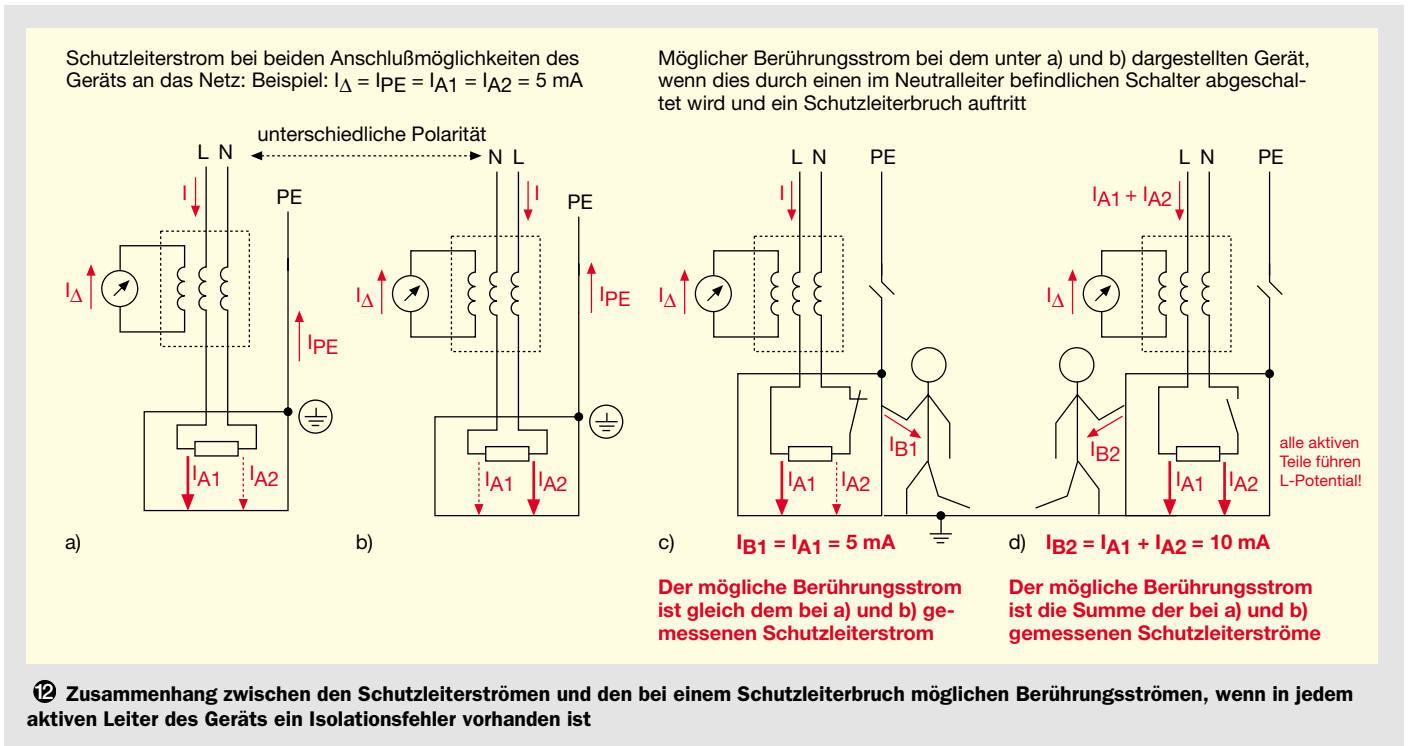 Schutzleiterstrom bei beiden Anschlußmöglichkeiten des
Geräts an das Netz: Beispiel: I∆ = IPE = IA1 = IA2 = 5 mA
Möglicher Berührungsstrom bei dem unter a) und b) dargestellten Gerät,
wenn dies durch einen im Neutralleiter befindlichen Schalter abgeschal-
tet wird und ein Schutzleiterbruch auftritt
unterschiedliche Polarität
L N
I
PE
I∆
IPE
IA1
IA2
a)
N L
I
PE
I∆
IPE
IA1
IA2
b)
L N
PE
I
I∆
IB1
IA1
IA2
c)
IB1 = IA1 = 5 mA
Der mögliche Berührungsstrom
ist gleich dem bei a) und b) ge-
messenen Schutzleiterstrom
L N
PE
IA1 + IA2
I∆
IB2
IA1
IA2
alle aktiven
Teile führen
L-Potential!
d)
IB2 = IA1 + IA2 = 10 mA
Der mögliche Berührungsstrom
ist die Summe der bei a) und b)
gemessenen Schutzleiterströme
⓬ Zusammenhang zwischen den Schutzleiterströmen und den bei einem Schutzleiterbruch möglichen Berührungsströmen, wenn in jedem
aktiven Leiter des Geräts ein Isolationsfehler vorhanden ist